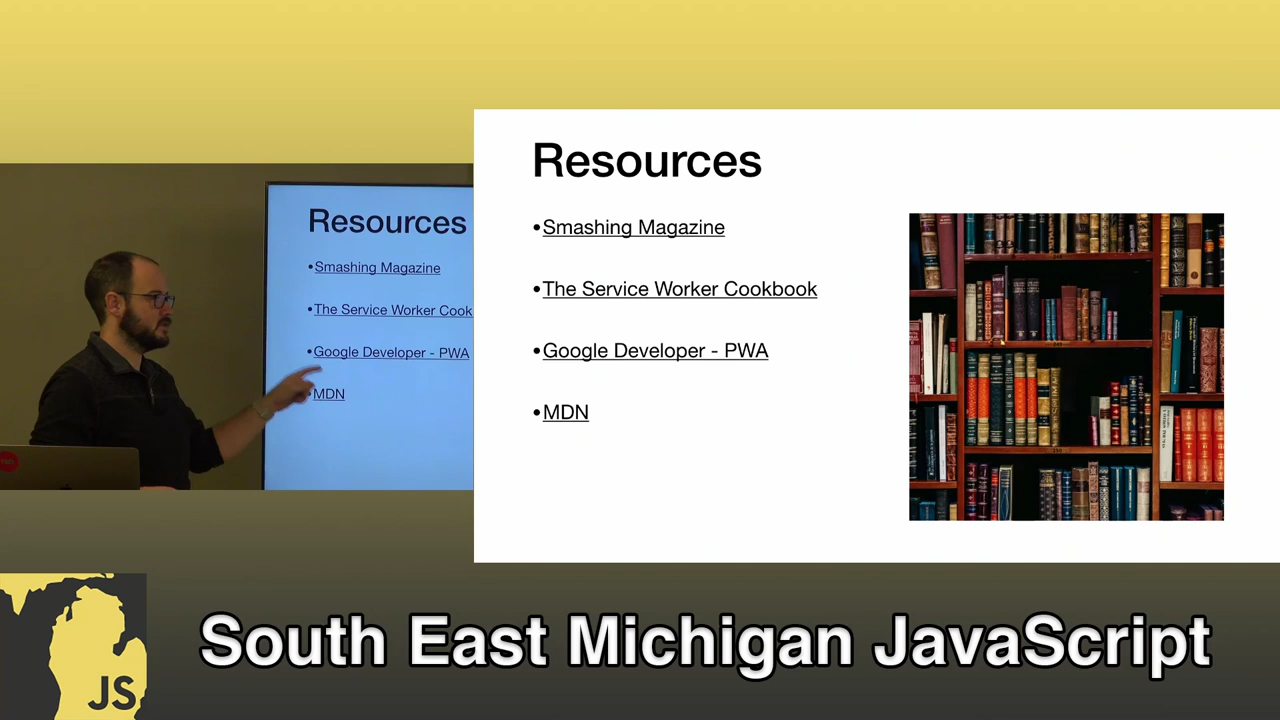 Resources
•Smashing Magazine
•The Service Worker Cookbook
•Google Developer - PWA
•MDN
Resources
•Smashing Magazine
•The Service Worker Cook
•Google Developer - PWA
•MDN
JS
South East Michigan JavaScript